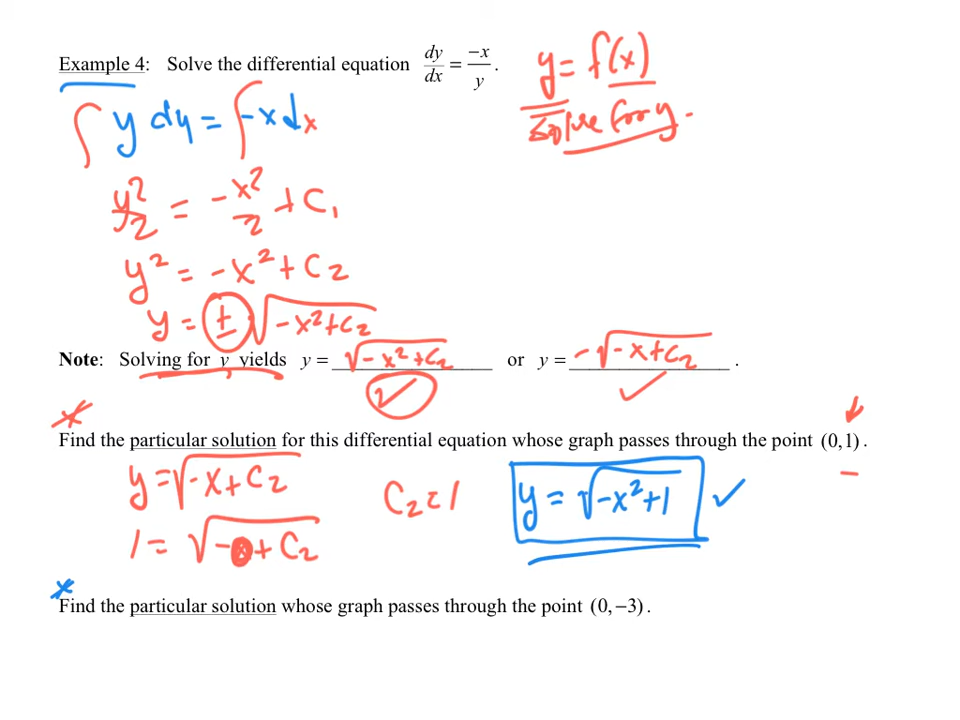 Example 4: Solve the differential equation dy/dx = -x/y.
y = f(x)
solve for y.
∫ y dy = ∫ -x dx
y²/2 = -x²/2 + C₁
y² = -x² + C₂
y = ± √(-x² + C₂)
Note: Solving for y yields y = √(-x² + C₂) or y = -√(-x + C₂).
Find the particular solution for this differential equation whose graph passes through the point (0, 1).
y = √(-x + C₂) C₂ = 1 y = √(-x² + 1)
1 = √(-0 + C₂)
Find the particular solution whose graph passes through the point (0, −3).